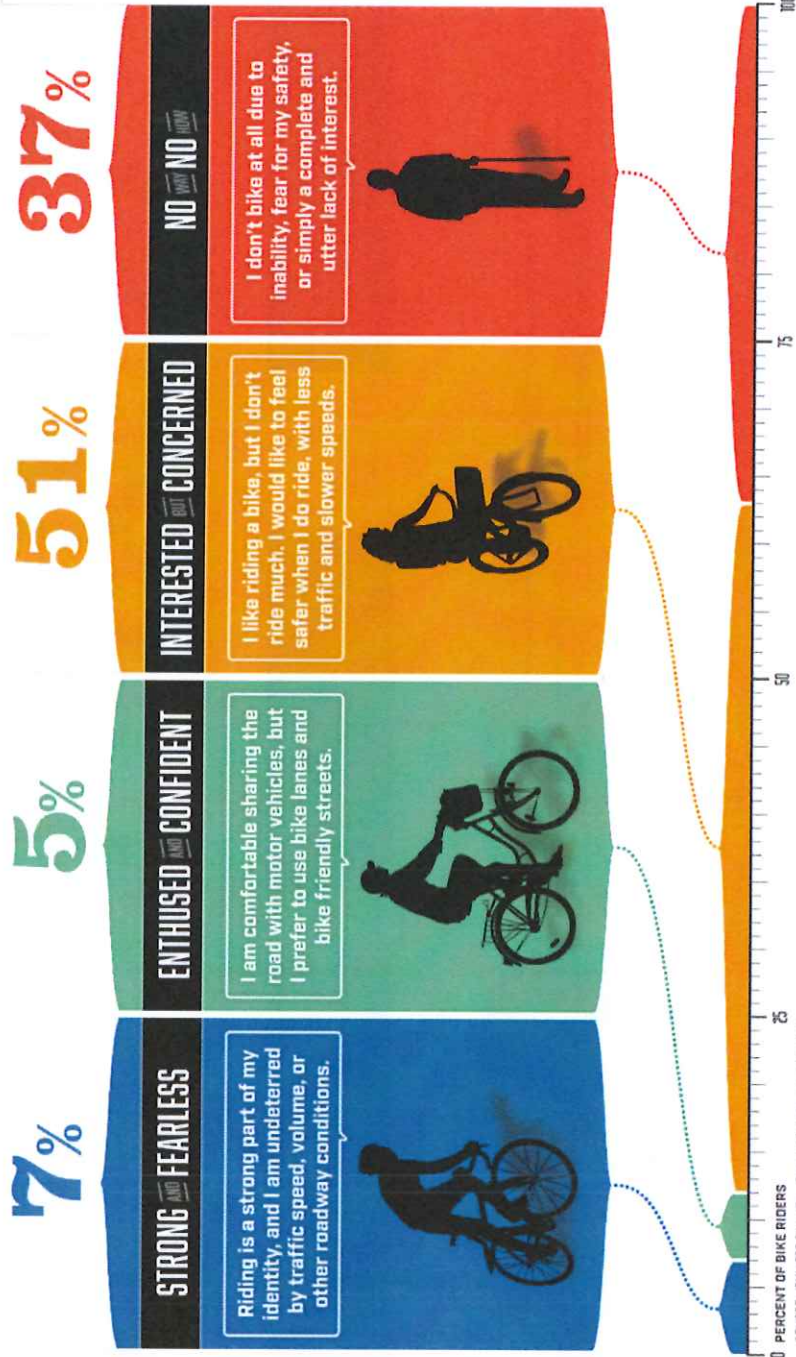 7%
STRONG AND FEARLESS
Riding is a strong part of my
identity, and I am undeterred
by traffic speed, volume, or
other roadway conditions.
5%
ENTHUSED AND CONFIDENT
I am comfortable sharing the
road with motor vehicles, but
I prefer to use bike lanes and
bike friendly streets.
51%
INTERESTED BUT CONCERNED
I like riding a bike, but I don't
ride much. I would like to feel
safer when I do ride, with less
traffic and slower speeds.
37%
NO WAY NO HOW
I don't bike at all due to
inability, fear for my safety,
or simply a complete and
utter lack of interest.
0
25
50
75
100
PERCENT OF BIKE RIDERS